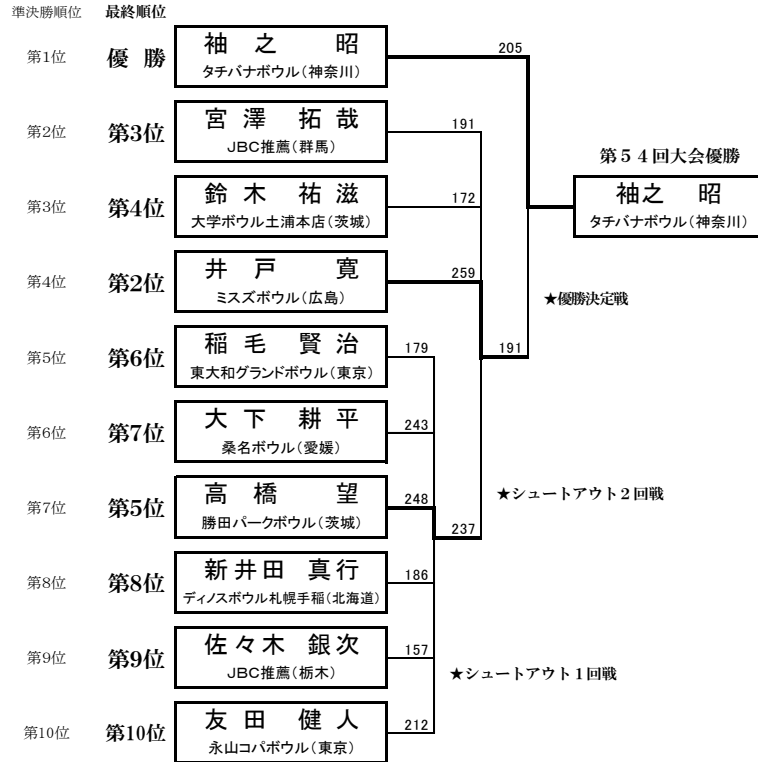 準決勝順位 最終順位
第1位 優 勝 袖 之 昭 205
タチバナボウル(神奈川)
第2位 第3位 宮 澤 拓 哉 191
JBC推薦(群馬)
第54回大会優勝
第3位 第4位 鈴 木 祐 滋 172 袖之 昭
大学ボウル土浦本店(茨城) タチバナボウル(神奈川)
第4位 第2位 井 戸 寛 259
ミスズボウル(広島) ★優勝決定戦
第5位 第6位 稲 毛 賢 治 179 191
東大和グランドボウル(東京)
第6位 第7位 大 下 耕 平 243
桑名ボウル(愛媛)
第7位 第5位 高 橋 望 248 ★シュートアウト2回戦
勝田パークボウル(茨城) 237
第8位 第8位 新井田 真行 186
ディノスボウル札幌手稲(北海道)
第9位 第9位 佐々木 銀次 157
JBC推薦(栃木) ★シュートアウト1回戦
第10位 第10位 友 田 健 人 212
永山コパボウル(東京)